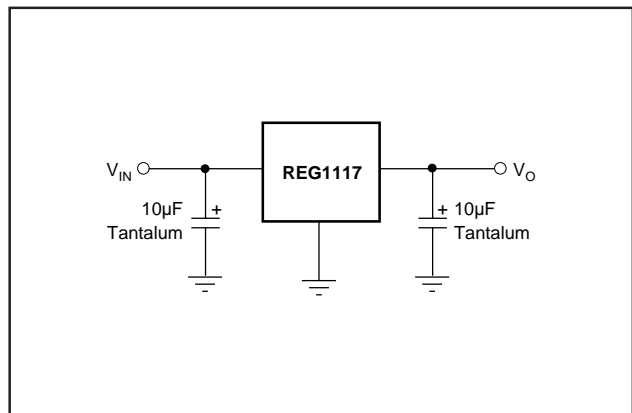 V_IN
REG1117
V_O
10µF
Tantalum
+
+
10µF
Tantalum